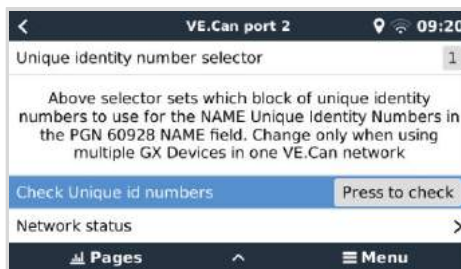 VE.Can port 2 09:20
Unique identity number selector 1
Above selector sets which block of unique identity
numbers to use for the NAME Unique Identity Numbers in
the PGN 60928 NAME field. Change only when using
multiple GX Devices in one VE.Can network
Check Unique id numbers Press to check
Network status
Pages Menu